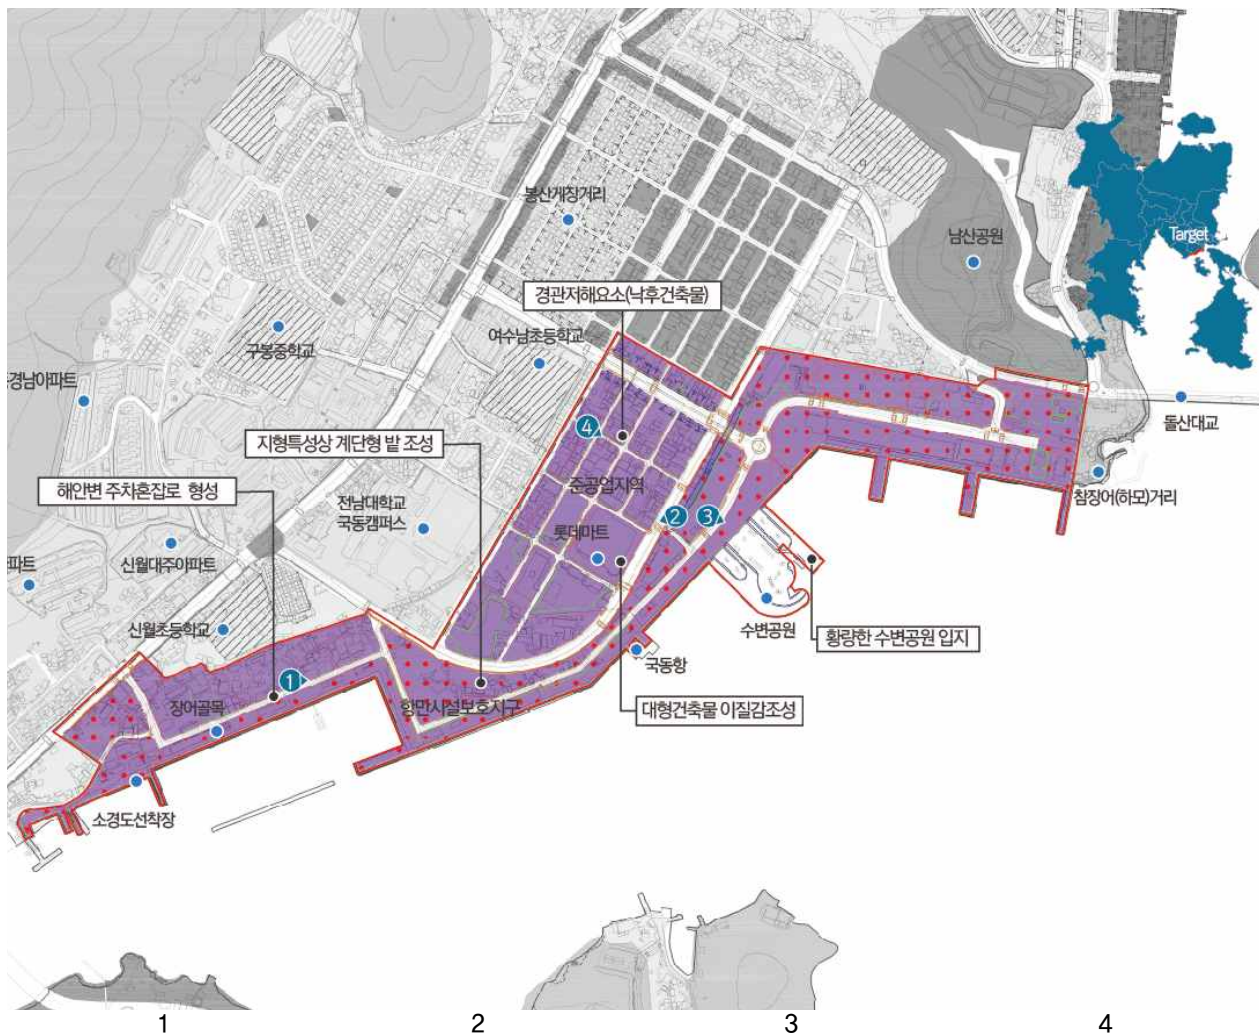 봉산게장거리
남산공원
Target
경관저해요소(낙후건축물)
여수남초등학교
구봉중학교
경남아파트
돌산대교
4
지형특성상 계단형 밭 조성
준공업지역
참장어(하모)거리
해안변 주차혼잡로 형성
전남대학교
국동캠퍼스
2
3
롯데마트
신월대주아파트
파트
수변공원
신월초등학교
황량한 수변공원 입지
국동항
1
장어골목
항만시설보호지구
대형건축물 이질감조성
소경도선착장
1
2
3
4